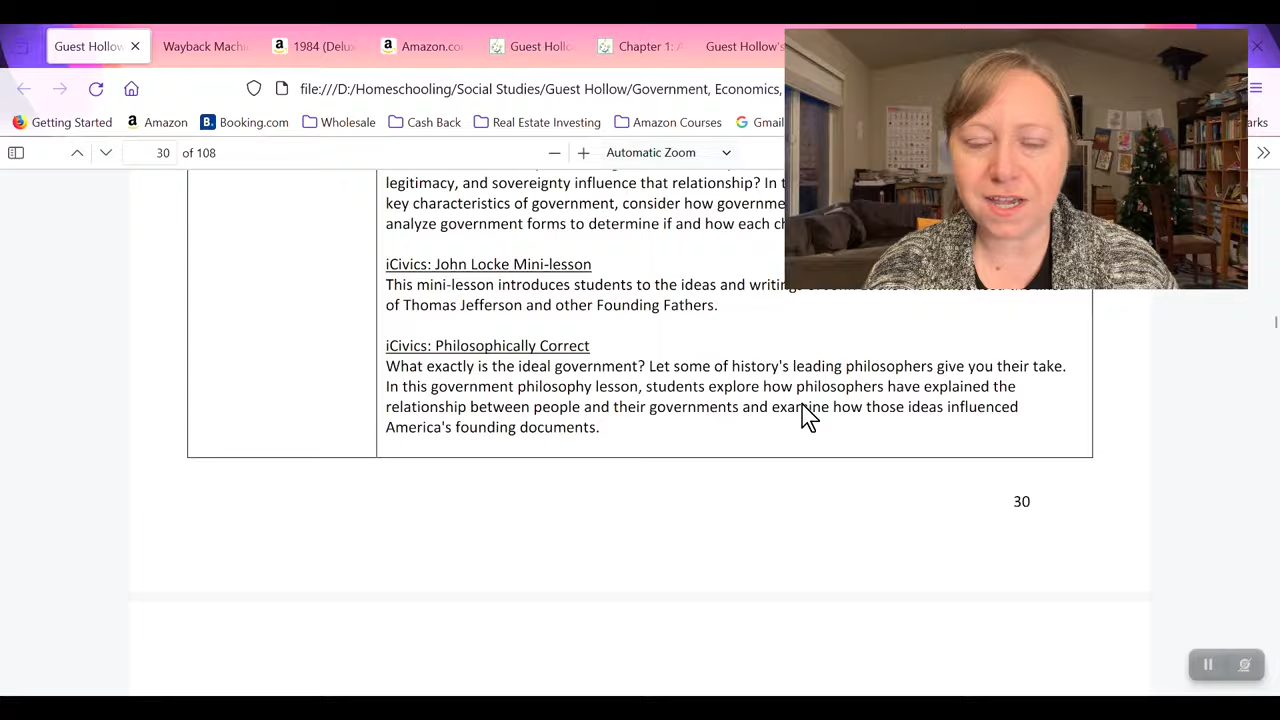 Guest Hollow
Wayback Machi
1984 (Delu
Amazon.co
Guest Hollo
Chapter 1: A
Guest Hollow's
file:///D:/Homeschooling/Social Studies/Guest Hollow/Government, Economics,
Getting Started
Amazon
Booking.com
Wholesale
Cash Back
Real Estate Investing
Amazon Courses
Gmail
30 of 108
Automatic Zoom
legitimacy, and sovereignty influence that relationship? In t
key characteristics of government, consider how governme
analyze government forms to determine if and how each ch
iCivics: John Locke Mini-lesson
This mini-lesson introduces students to the ideas and writing
of Thomas Jefferson and other Founding Fathers.
iCivics: Philosophically Correct
What exactly is the ideal government? Let some of history's leading philosophers give you their take.
In this government philosophy lesson, students explore how philosophers have explained the
relationship between people and their governments and examine how those ideas influenced
America's founding documents.
30